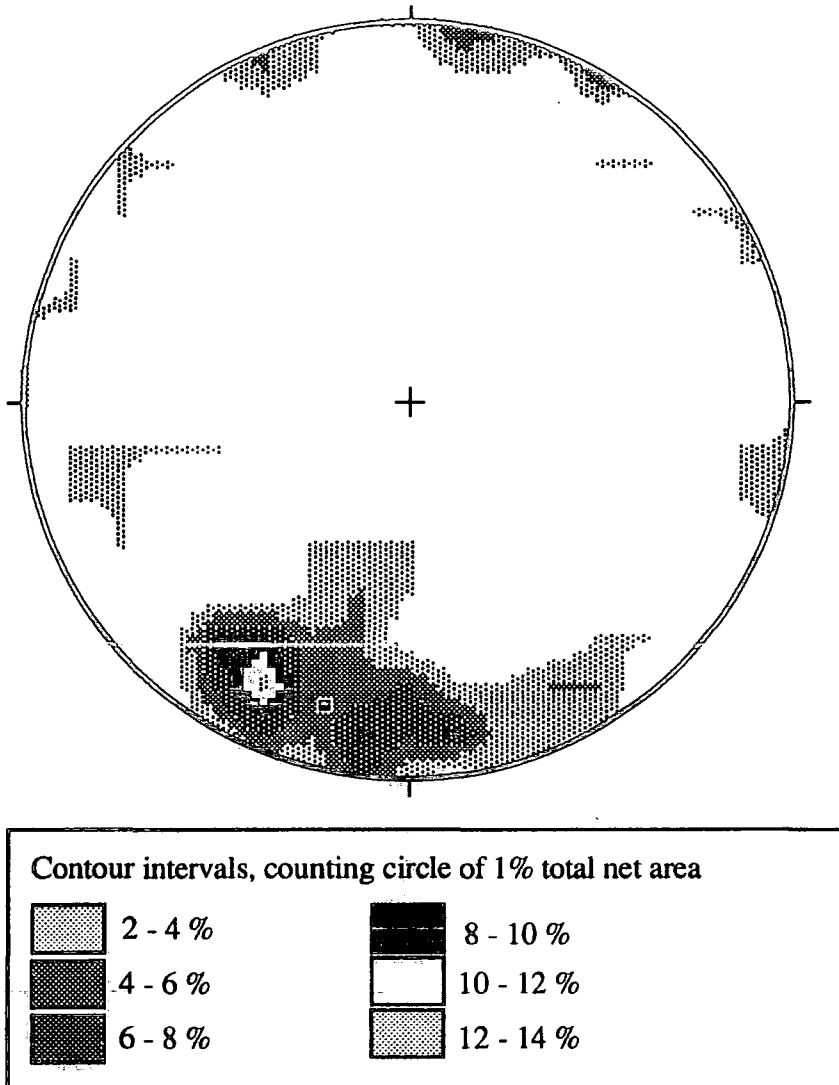 Contour intervals, counting circle of 1% total net area
2 - 4 %
4 - 6 %
6 - 8 %
8 - 10 %
10 - 12 %
12 - 14 %